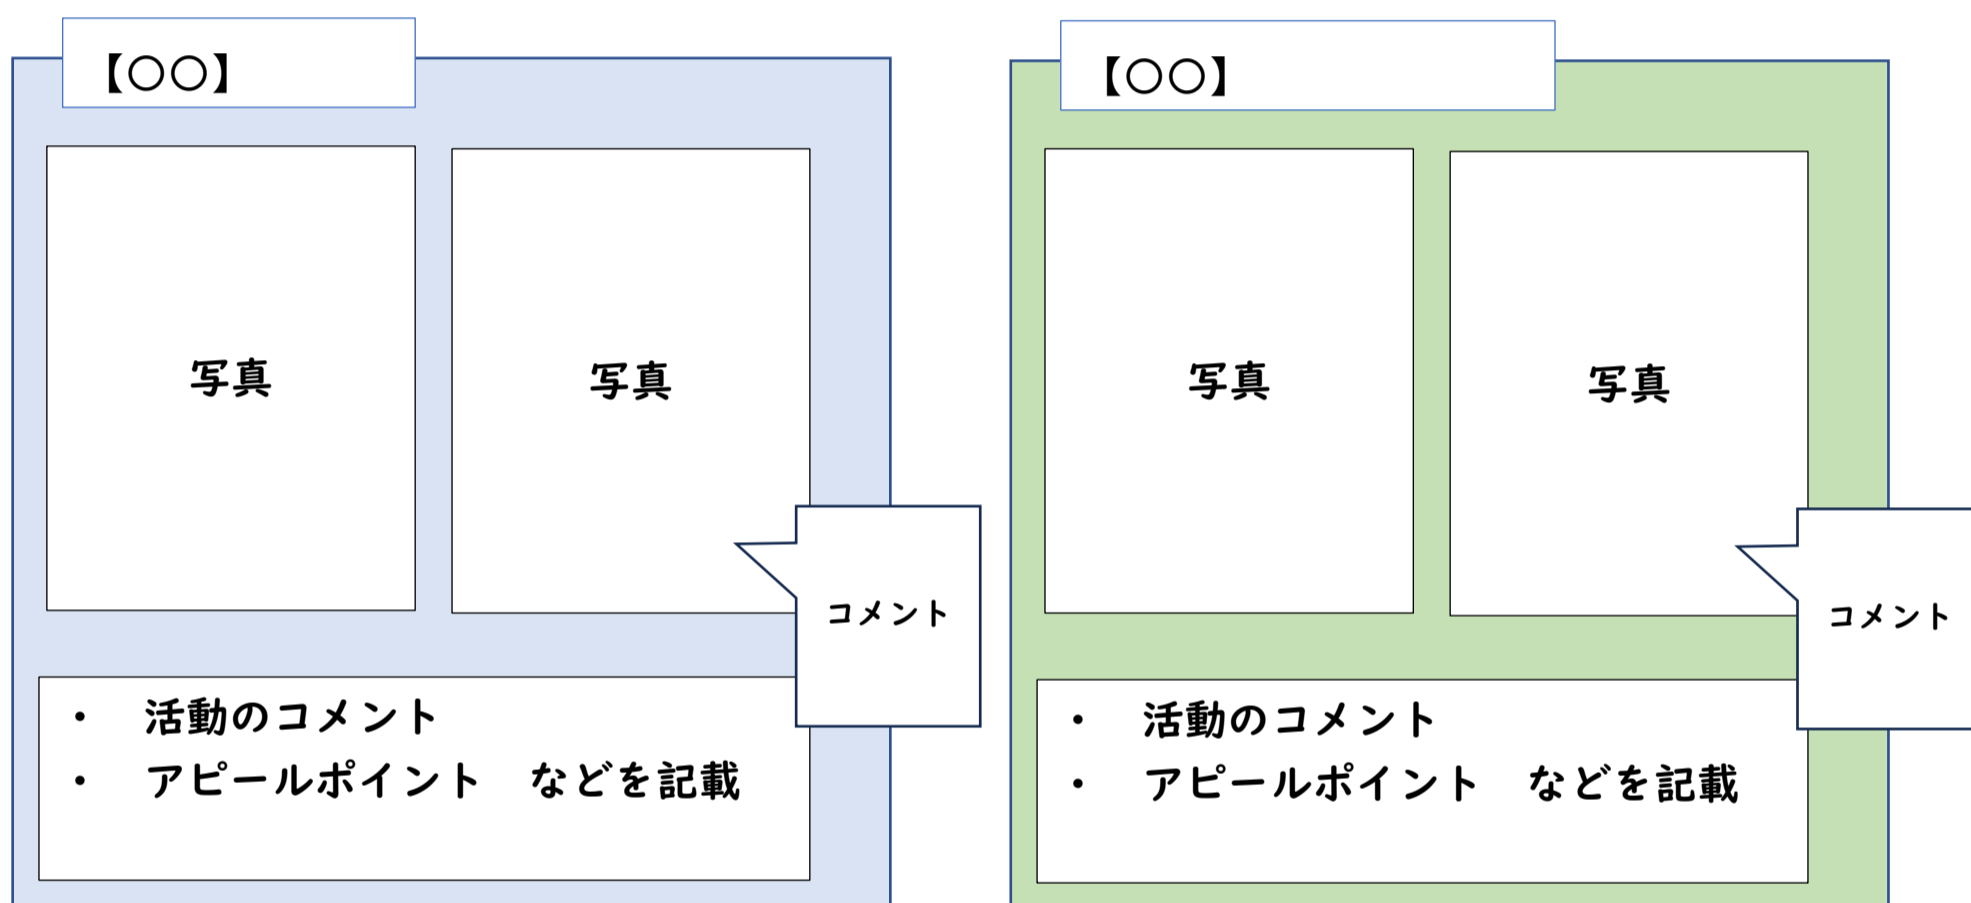 【○○】
写真
写真
コメント
・ 活動のコメント
・ アピールポイント　などを記載
【○○】
写真
写真
コメント
・ 活動のコメント
・ アピールポイント　などを記載